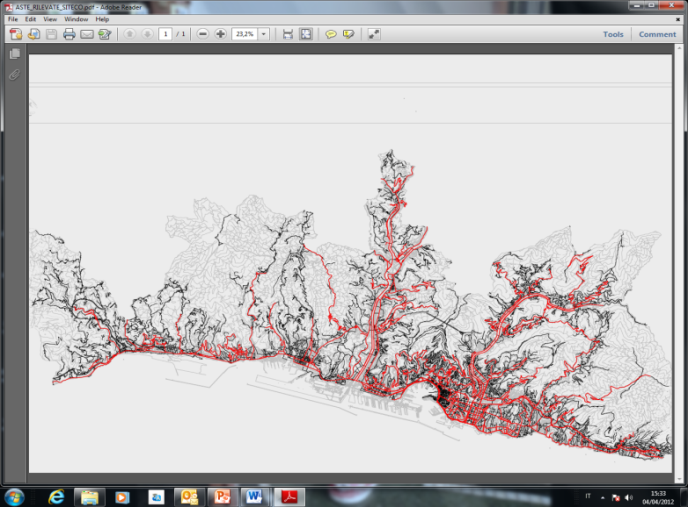 ASTE_RILEVATE_SITECO.pdf - Adobe Reader
File Edit View Window Help
1 / 1 23,2% Tools Comment
IT 15:33
04/04/2012